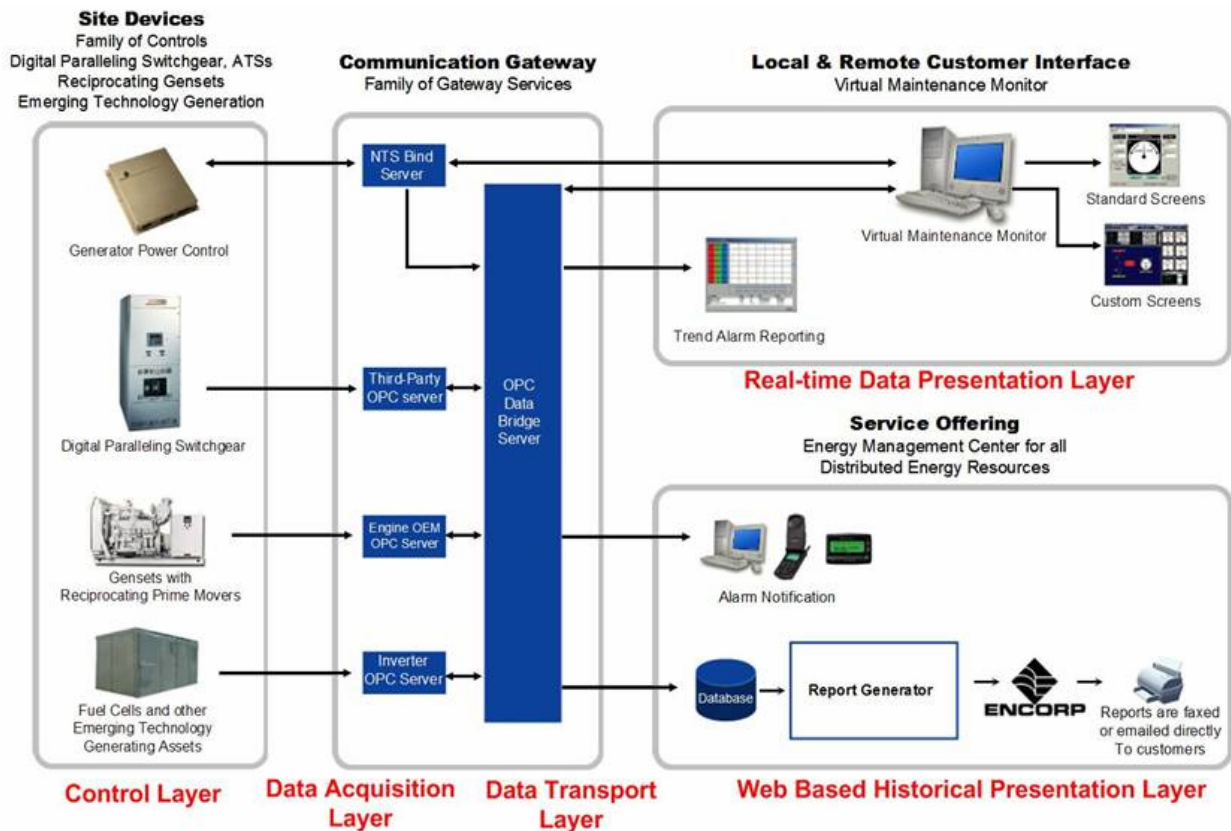 Site Devices
Family of Controls
Digital Paralleling Switchgear, ATSs
Reciprocating Gensets
Emerging Technology Generation
Generator Power Control
Digital Paralleling Switchgear
Gensets with
Reciprocating Prime Movers
Fuel Cells and other
Emerging Technology
Generating Assets
Control Layer
Communication Gateway
Family of Gateway Services
NTS Bind
Server
Third-Party
OPC server
Engine OEM
OPC Server
Inverter
OPC Server
OPC
Data
Bridge
Server
Data Acquisition
Layer
Data Transport
Layer
Local & Remote Customer Interface
Virtual Maintenance Monitor
Virtual Maintenance Monitor
Standard Screens
Custom Screens
Trend Alarm Reporting
Real-time Data Presentation Layer
Service Offering
Energy Management Center for all
Distributed Energy Resources
Alarm Notification
Database
Report Generator
ENCORP
Reports are faxed
or emailed directly
To customers
Web Based Historical Presentation Layer